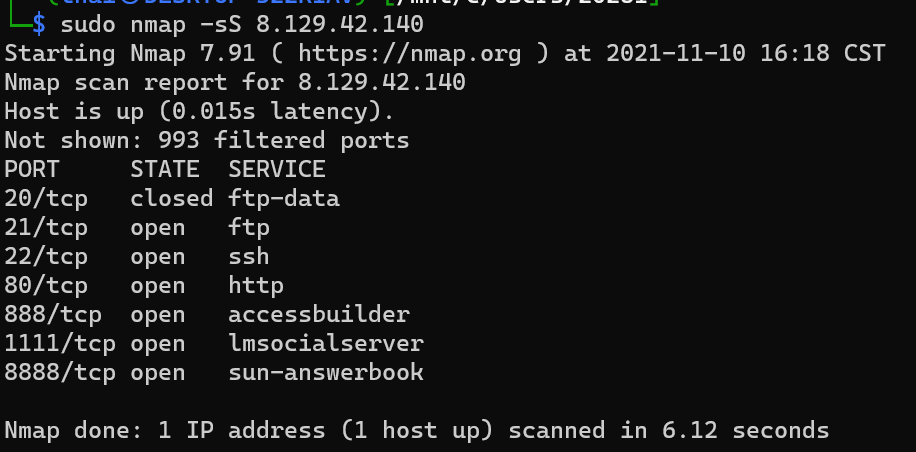 $ sudo nmap -sS 8.129.42.140
Starting Nmap 7.91 ( https://nmap.org ) at 2021-11-10 16:18 CST
Nmap scan report for 8.129.42.140
Host is up (0.015s latency).
Not shown: 993 filtered ports
PORT     STATE  SERVICE
20/tcp   closed ftp-data
21/tcp   open   ftp
22/tcp   open   ssh
80/tcp   open   http
888/tcp  open   accessbuilder
1111/tcp open   lmsocialserver
8888/tcp open   sun-answerbook
Nmap done: 1 IP address (1 host up) scanned in 6.12 seconds